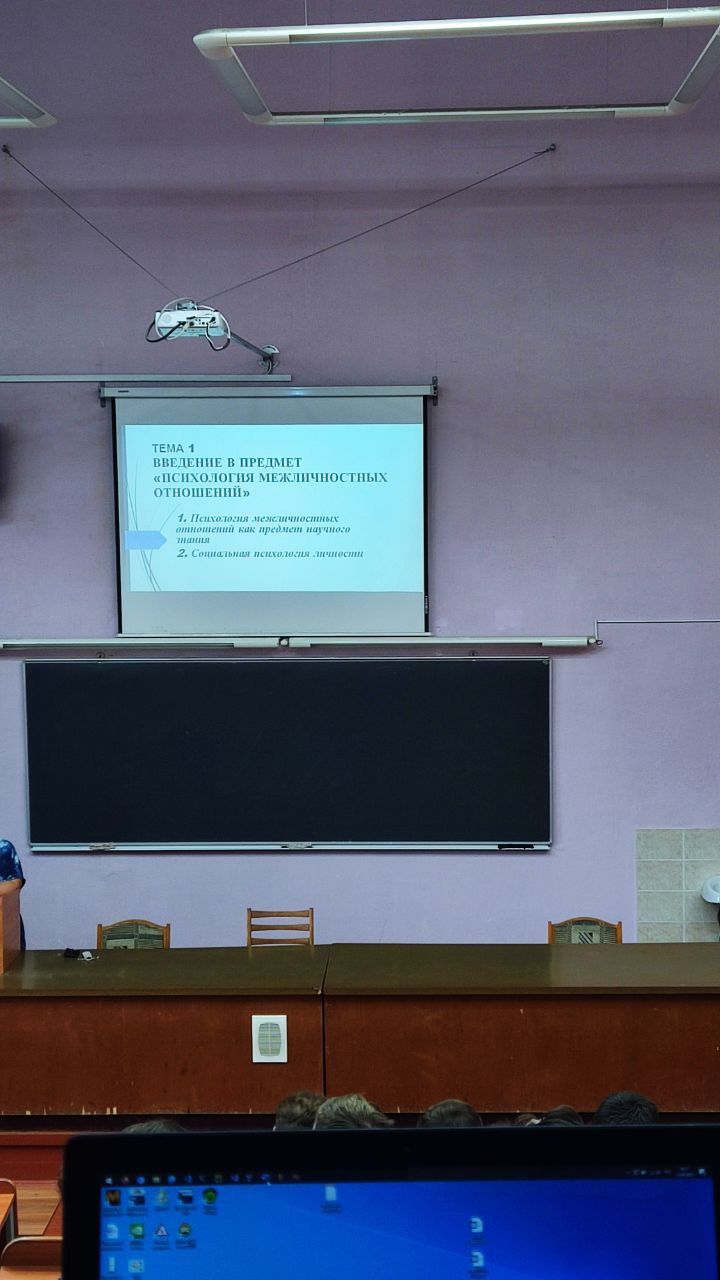 ТЕМА 1
ВВЕДЕНИЕ В ПРЕДМЕТ
«ПСИХОЛОГИЯ МЕЖЛИЧНОСТНЫХ
ОТНОШЕНИЙ»
1. Психология межличностных
отношений как предмет научного
знания
2. Социальная психология личности